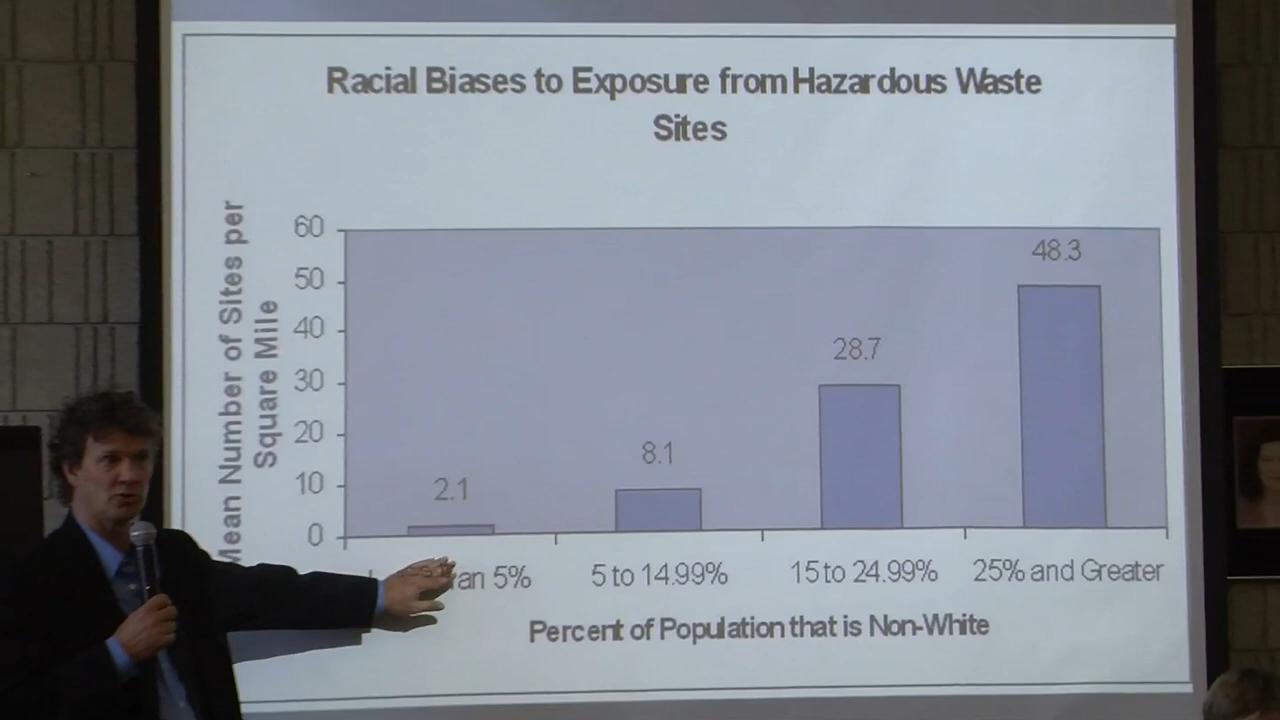 Racial Biases to Exposure from Hazardous Waste
Sites
Mean Number of Sites per
Square Mile
60
50
40
30
20
10
0
2.1
8.1
28.7
48.3
5%
5 to 14.99%
15 to 24.99%
25% and Greater
Percent of Population that is Non-White